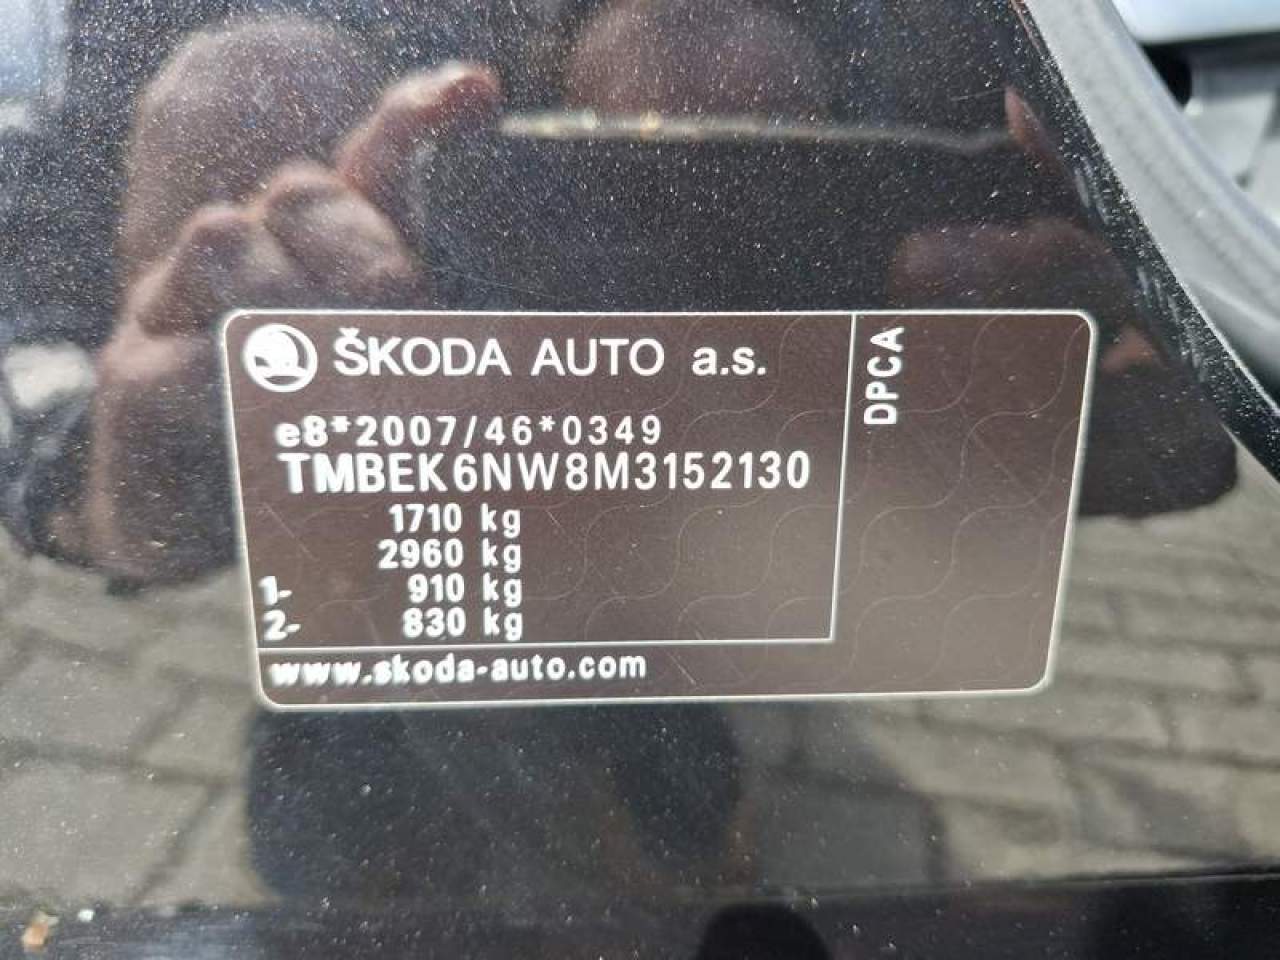 ŠKODA AUTO a.s.
DPCA
e8*2007/46*0349
TMBEK6NW8M3152130
1710 kg
2960 kg
1- 910 kg
2- 830 kg
www.skoda-auto.com